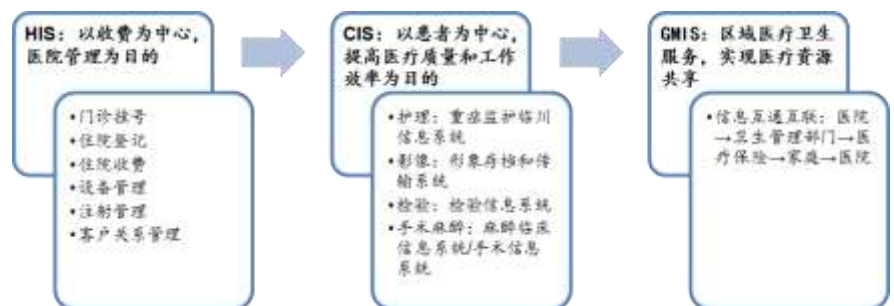 HIS：以收费为中心，
医院管理为目的
•门诊挂号
•住院登记
•住院收费
•设备管理
•注射管理
•客户关系管理
CIS：以患者为中心，
提高医疗质量和工作
效率为目的
•护理：重症监护临川
信息系统
•影像：形象存档和传
输系统
•检验：检验信息系统
•手术麻醉：麻醉临床
信息系统/手术信息
系统
GMIS：区域医疗卫生
服务，实现医疗资源
共享
•信息互通互联：医院
→卫生管理部门→医
疗保险→家庭→医院